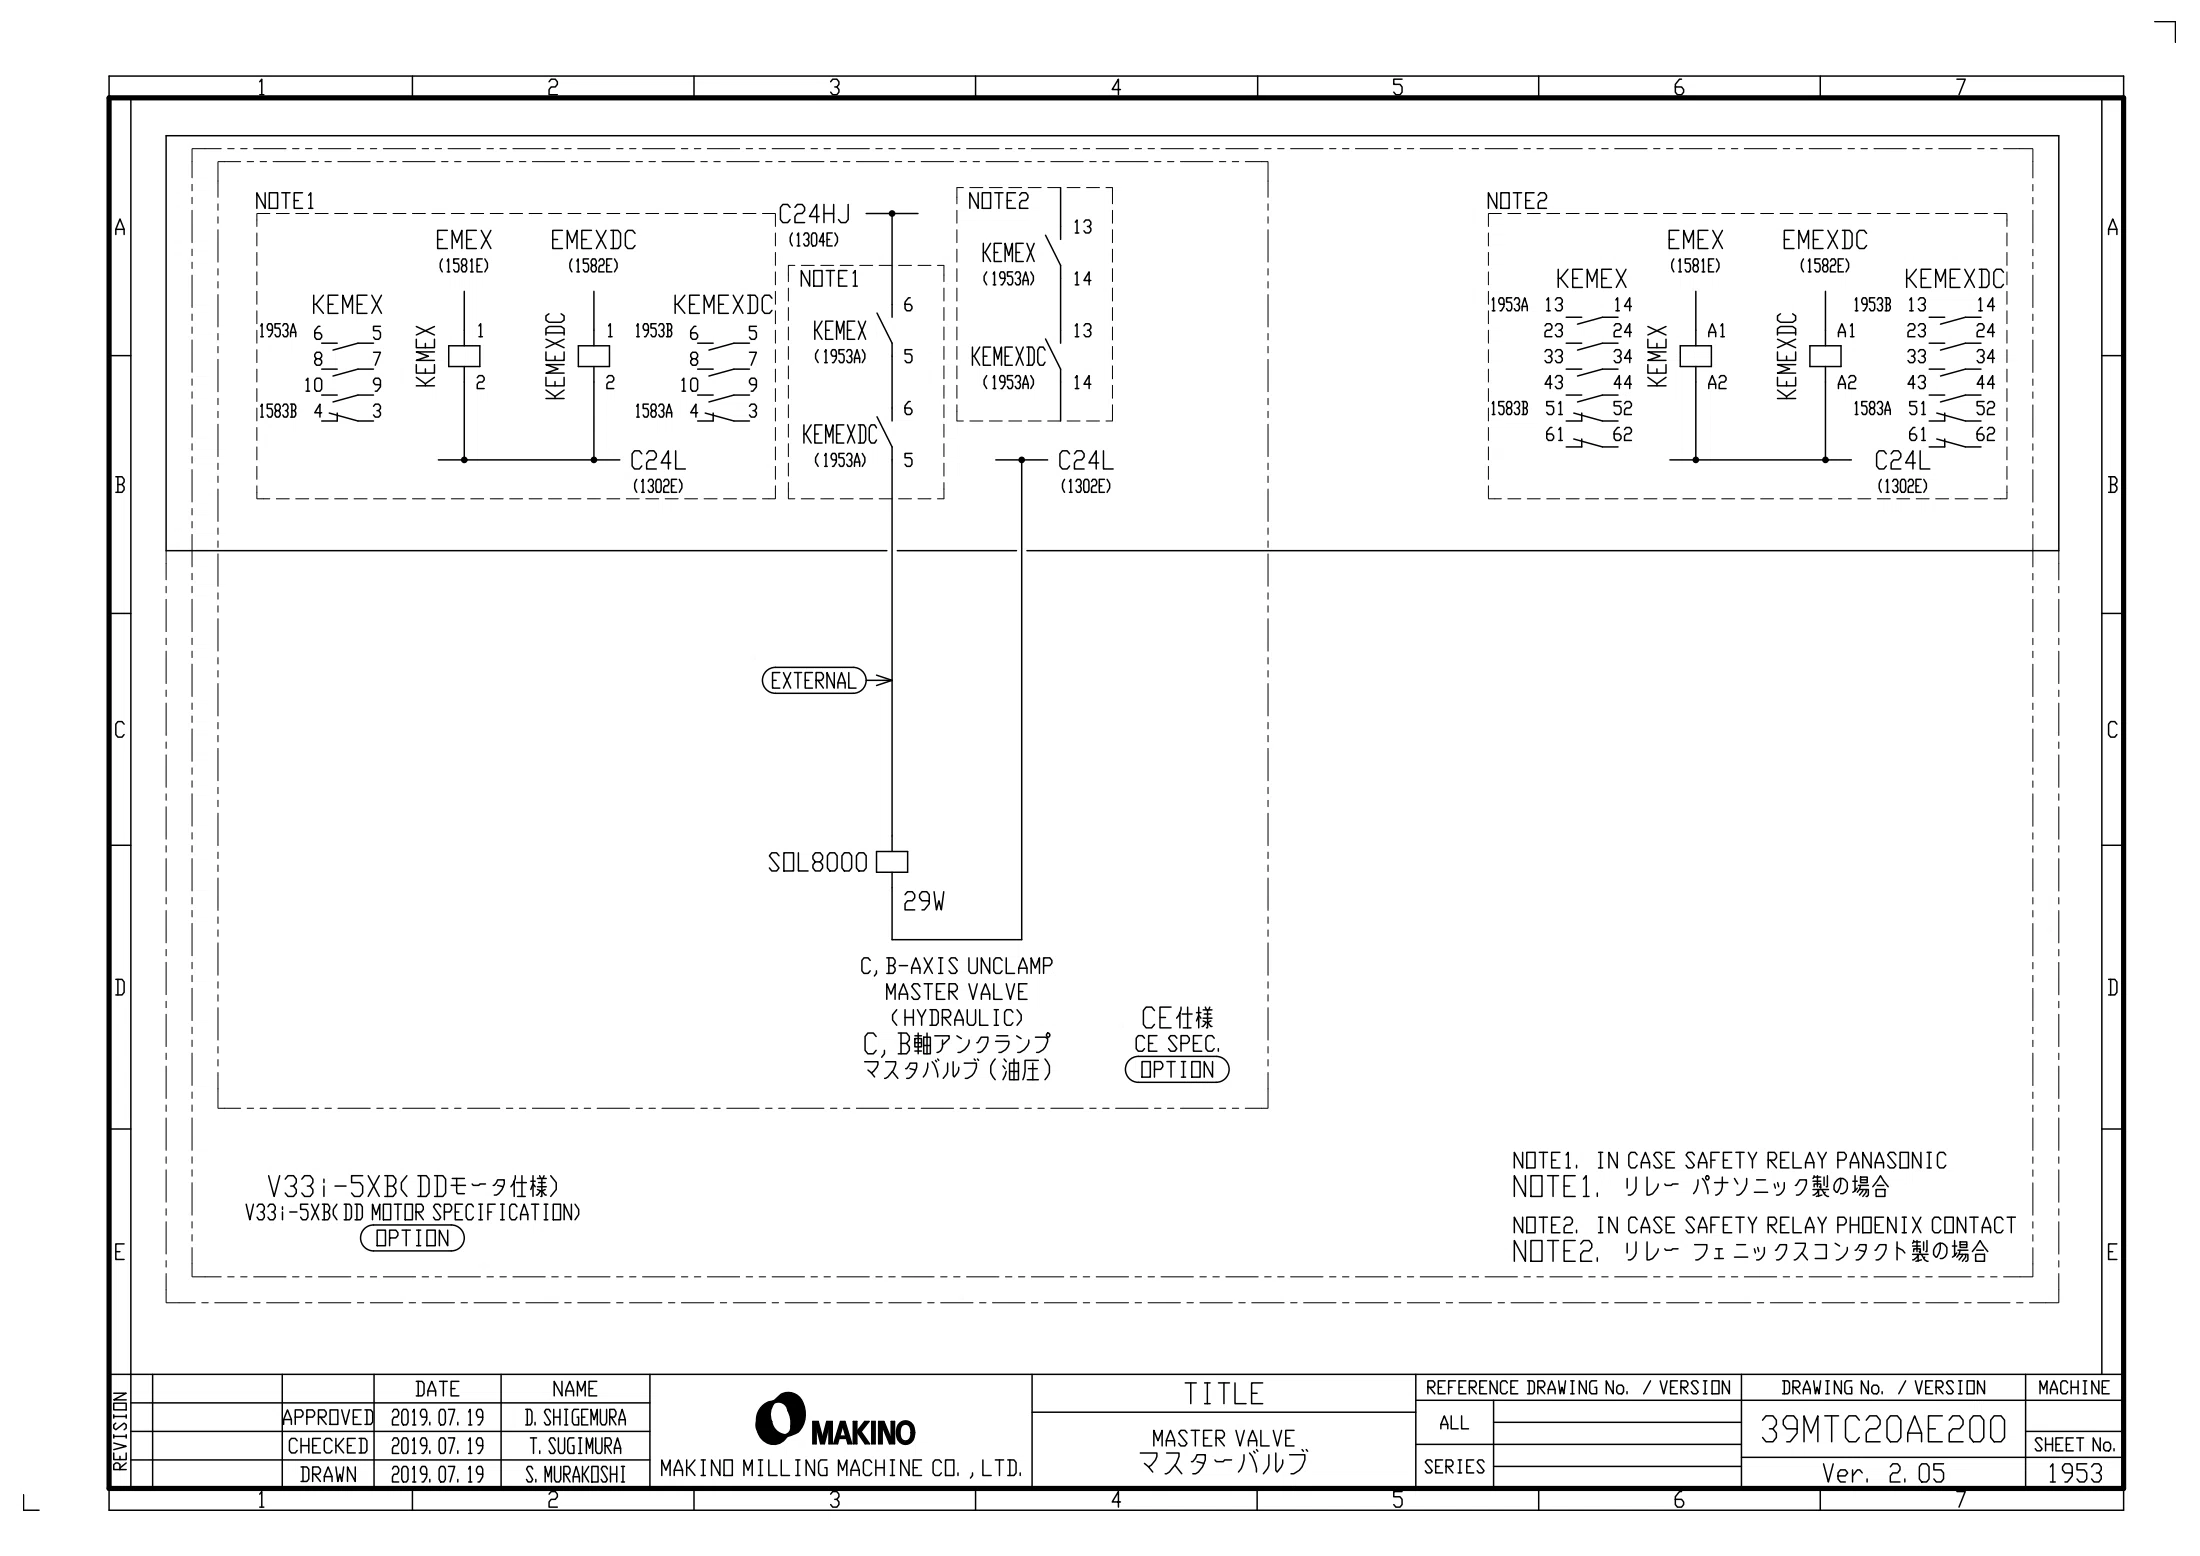 1 2 3 4 5 6 7
A A
B B
C C
D D
E E
NOTE1
EMEX
(1581E)
EMEXDC
(1582E)
KEMEX
1953A 6 5
8 7
10 9
1583B 4 3
KEMEX
1
2
KEMEXDC
1
2
KEMEXDC
1953B 6 5
8 7
10 9
1583A 4 3
C24L
(1302E)
C24HJ
(1304E)
NOTE1
6
KEMEX
(1953A)
5
6
KEMEXDC
(1953A)
5
NOTE2
13
KEMEX
(1953A)
14
13
KEMEXDC
(1953A)
14
C24L
(1302E)
NOTE2
EMEX
(1581E)
EMEXDC
(1582E)
KEMEX
1953A 13 14
23 24
33 34
43 44
1583B 51 52
61 62
KEMEX
A1
A2
KEMEXDC
A1
A2
KEMEXDC
1953B 13 14
23 24
33 34
43 44
1583A 51 52
61 62
C24L
(1302E)
EXTERNAL
SOL8000
29W
C, B-AXIS UNCLAMP
MASTER VALVE
(HYDRAULIC)
C, B軸アンクランプ
マスタバルブ(油圧)
CE仕様
CE SPEC.
OPTION
V33i-5XB(DDモータ仕様)
V33i-5XB(DD MOTOR SPECIFICATION)
OPTION
NOTE1. IN CASE SAFETY RELAY PANASONIC
NOTE1. リレー パナソニック製の場合
NOTE2. IN CASE SAFETY RELAY PHOENIX CONTACT
NOTE2. リレー フェニックスコンタクト製の場合
REVISION
DATE NAME
APPROVED 2019.07.19 D. SHIGEMURA
CHECKED 2019.07.19 T. SUGIMURA
DRAWN 2019.07.19 S. MURAKOSHI
MAKINO
MAKINO MILLING MACHINE CO.,LTD.
TITLE
MASTER VALVE
マスターバルブ
REFERENCE DRAWING No. / VERSION
ALL
SERIES
DRAWING No. / VERSION
39MTC20AE200
Ver. 2.05
MACHINE
SHEET No.
1953
1 2 3 4 5 6 7